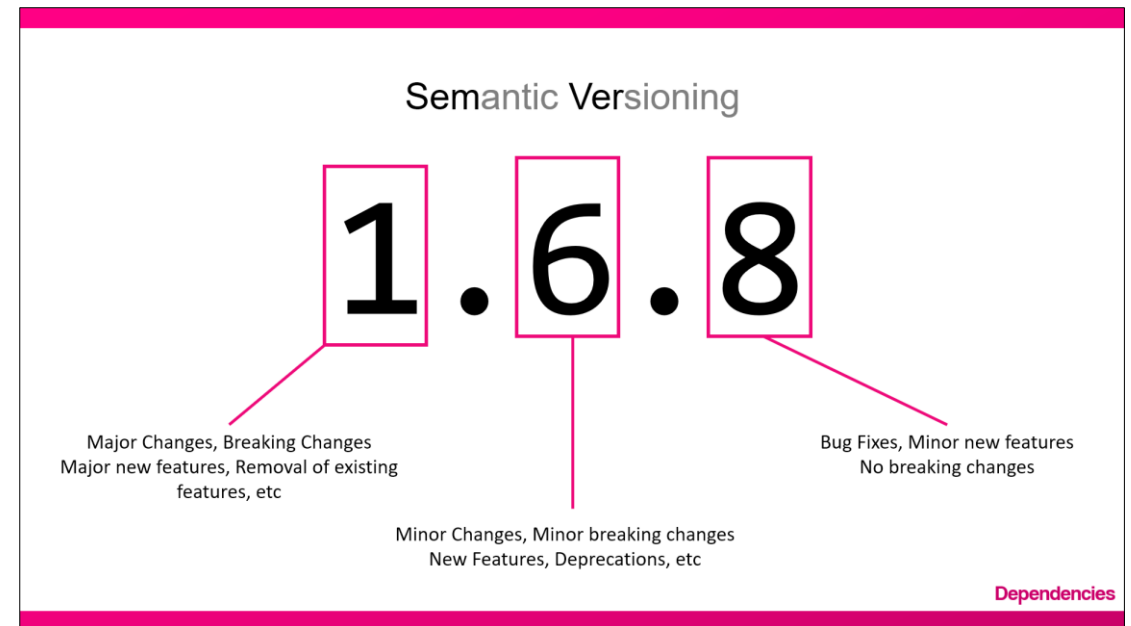 Semantic Versioning
1.6.8
Major Changes, Breaking Changes
Major new features, Removal of existing
features, etc
Minor Changes, Minor breaking changes
New Features, Deprecations, etc
Bug Fixes, Minor new features
No breaking changes
Dependencies